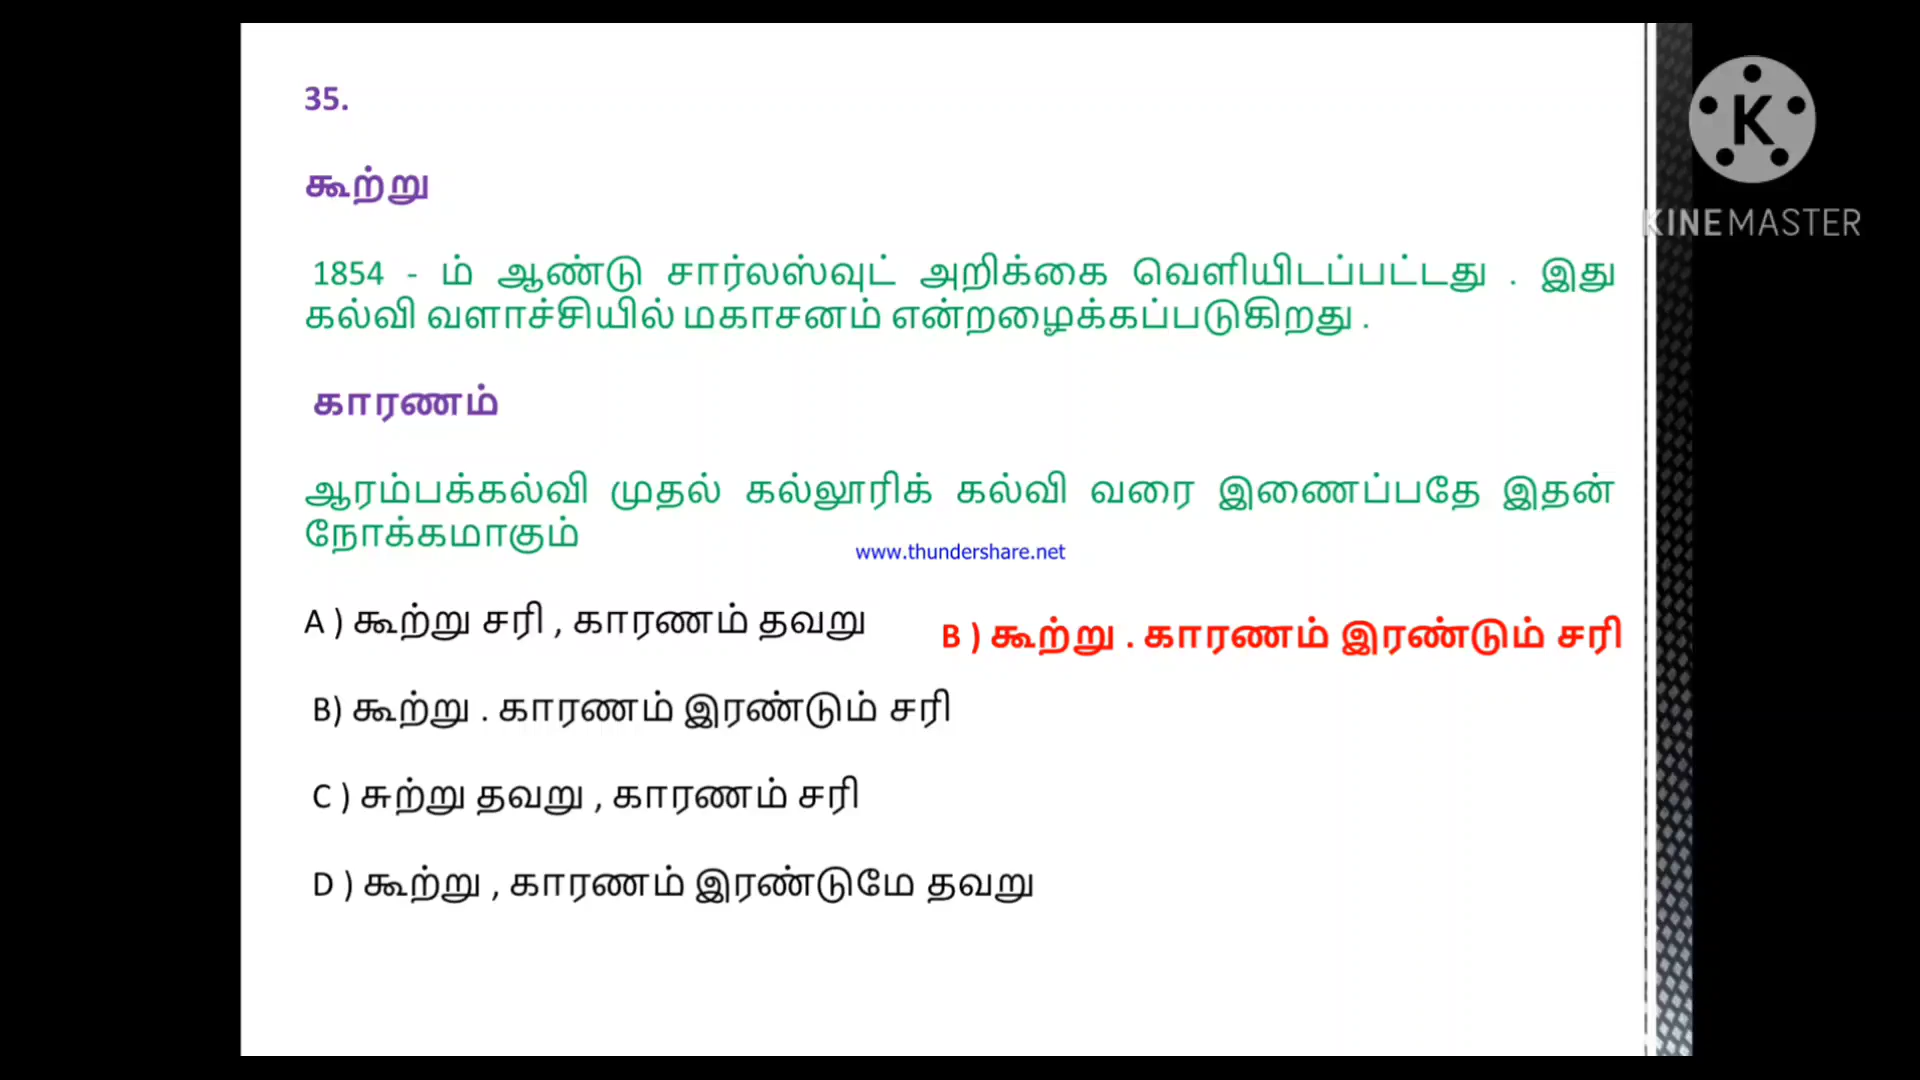 35.
கூற்று
1854 - ம் ஆண்டு சார்லஸ்வுட் அறிக்கை வெளியிடப்பட்டது . இது
கல்வி வளாச்சியில் மகாசனம் என்றழைக்கப்படுகிறது .
காரணம்
ஆரம்பக்கல்வி முதல் கல்லூரிக் கல்வி வரை இணைப்பதே இதன்
நோக்கமாகும்
www.thundershare.net
A ) கூற்று சரி , காரணம் தவறு
B ) கூற்று . காரணம் இரண்டும் சரி
B) கூற்று . காரணம் இரண்டும் சரி
C ) சுற்று தவறு , காரணம் சரி
D ) கூற்று , காரணம் இரண்டுமே தவறு
K
KINEMASTER